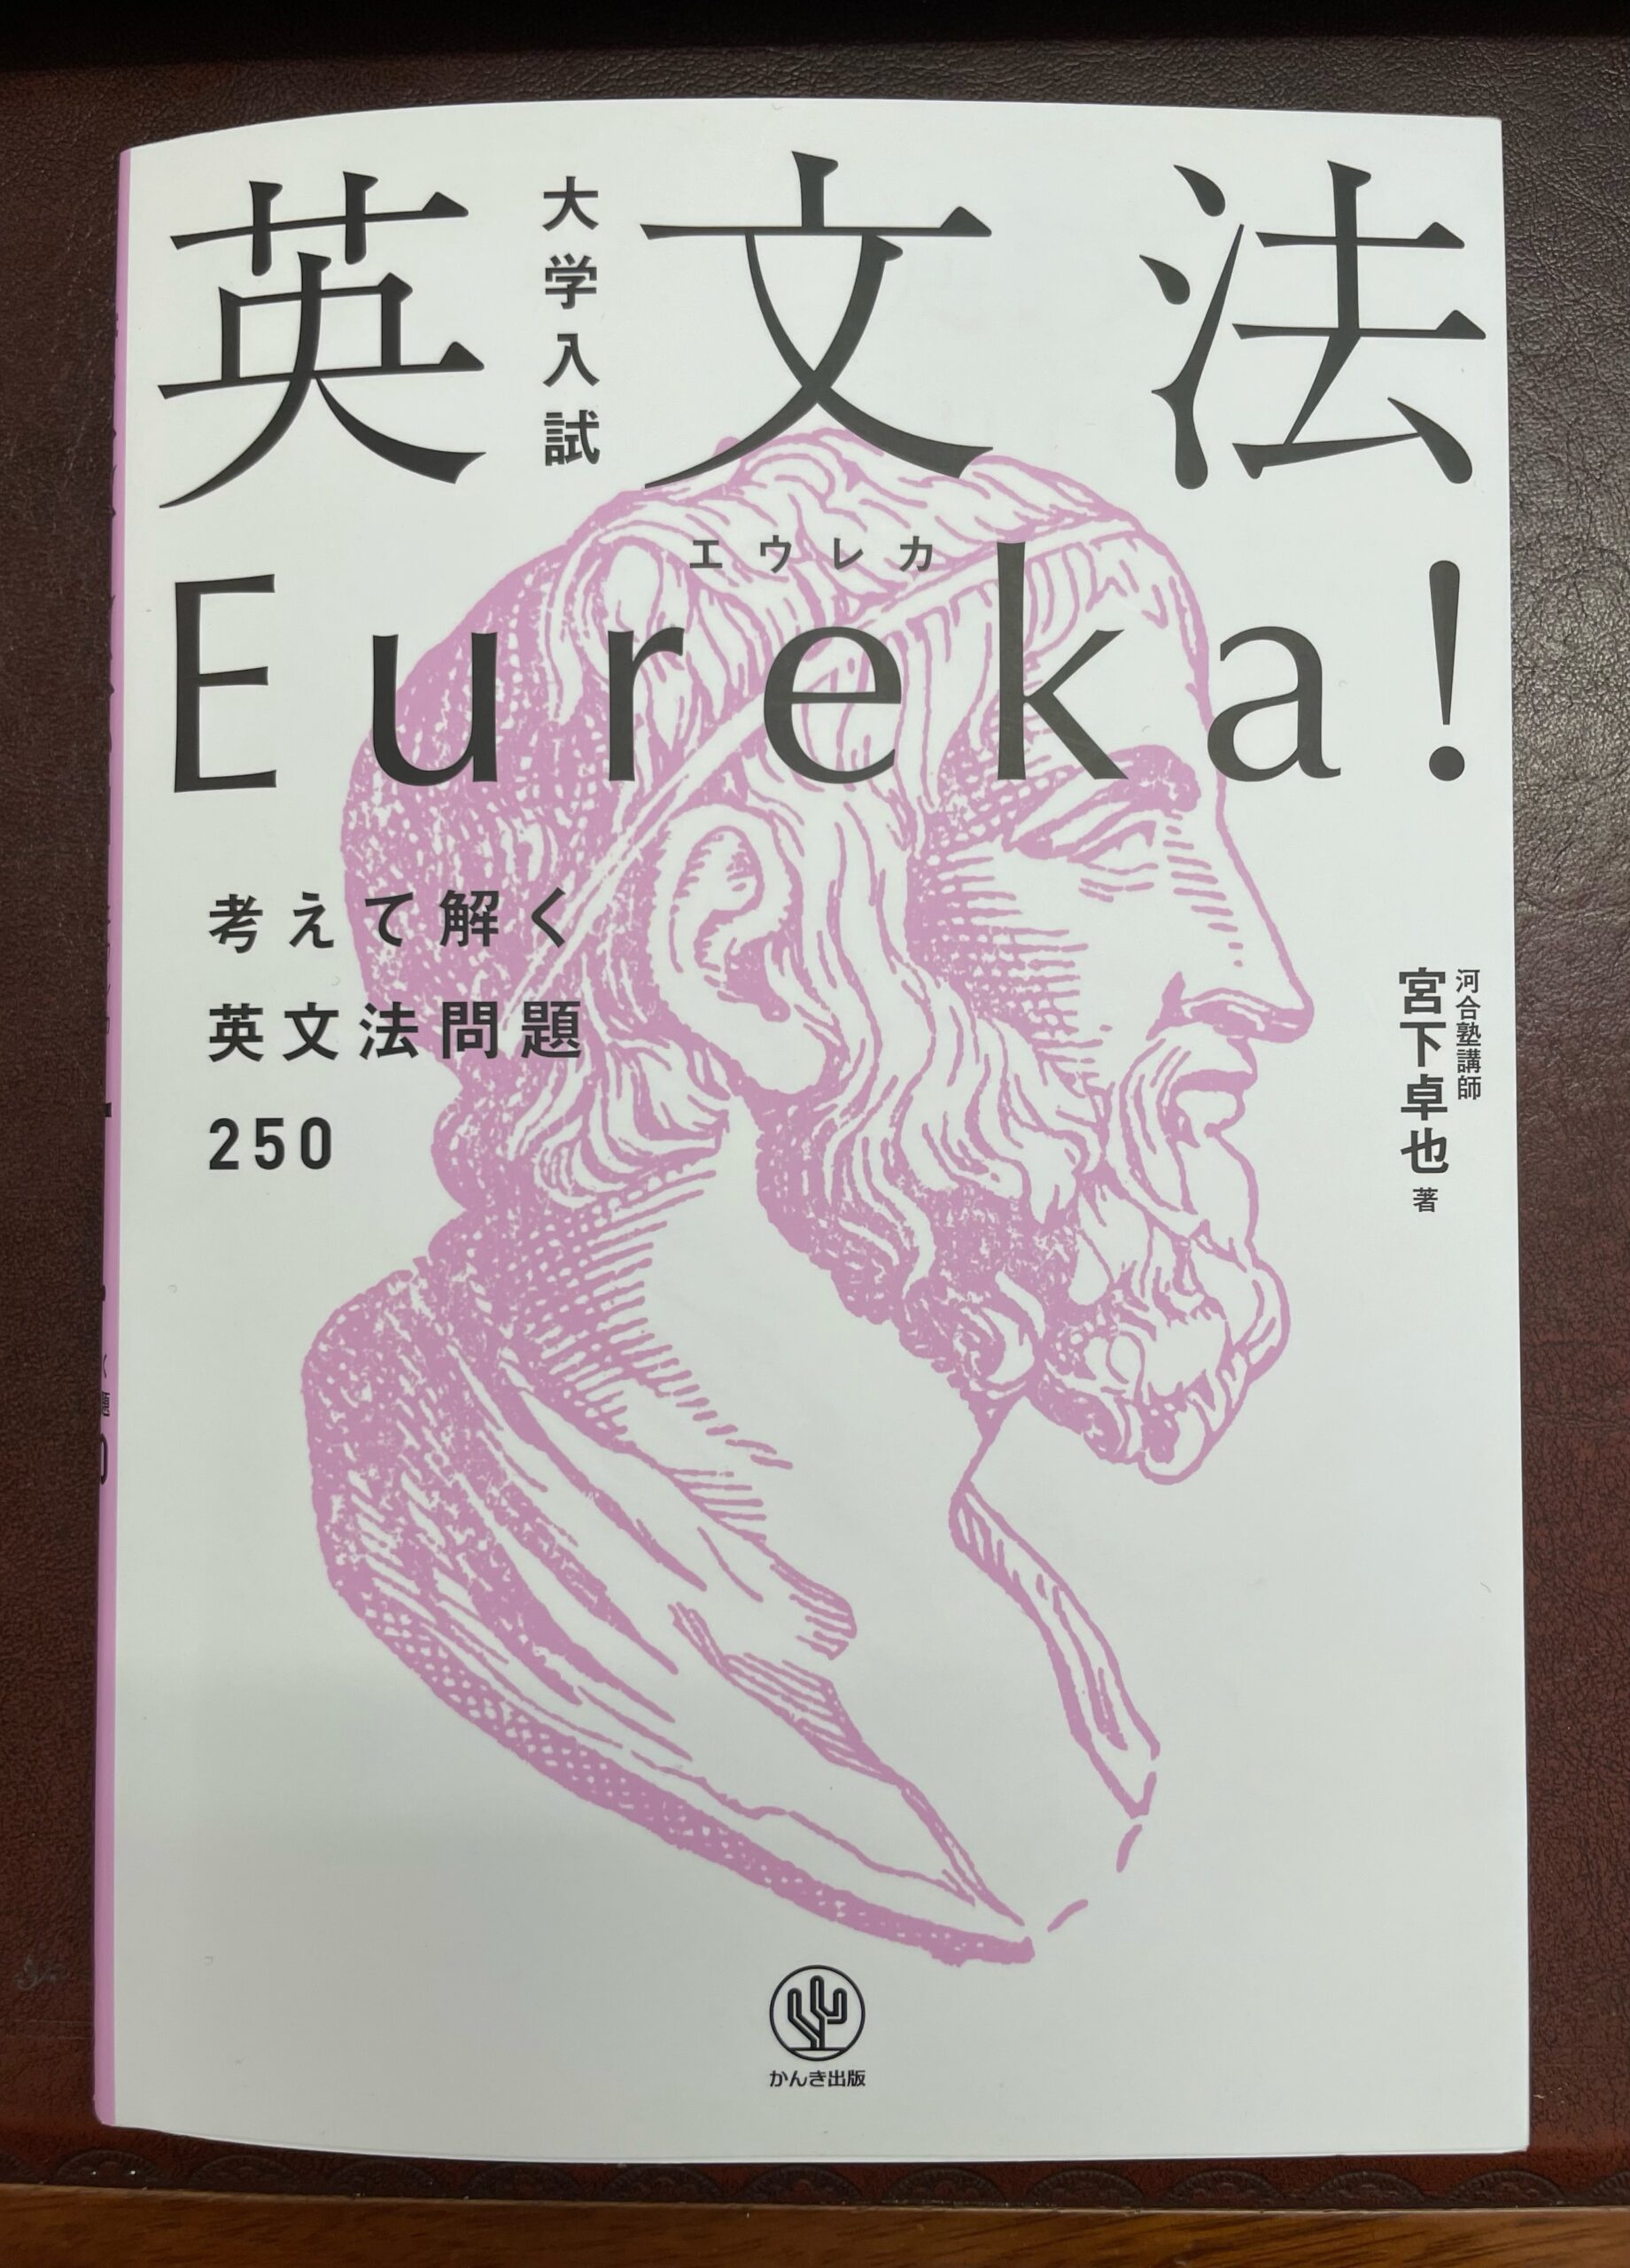 大学入試
英文法
エウレカ
Eureka!
考えて解く
英文法問題
250
河合塾講師
宮下卓也 著
かんき出版